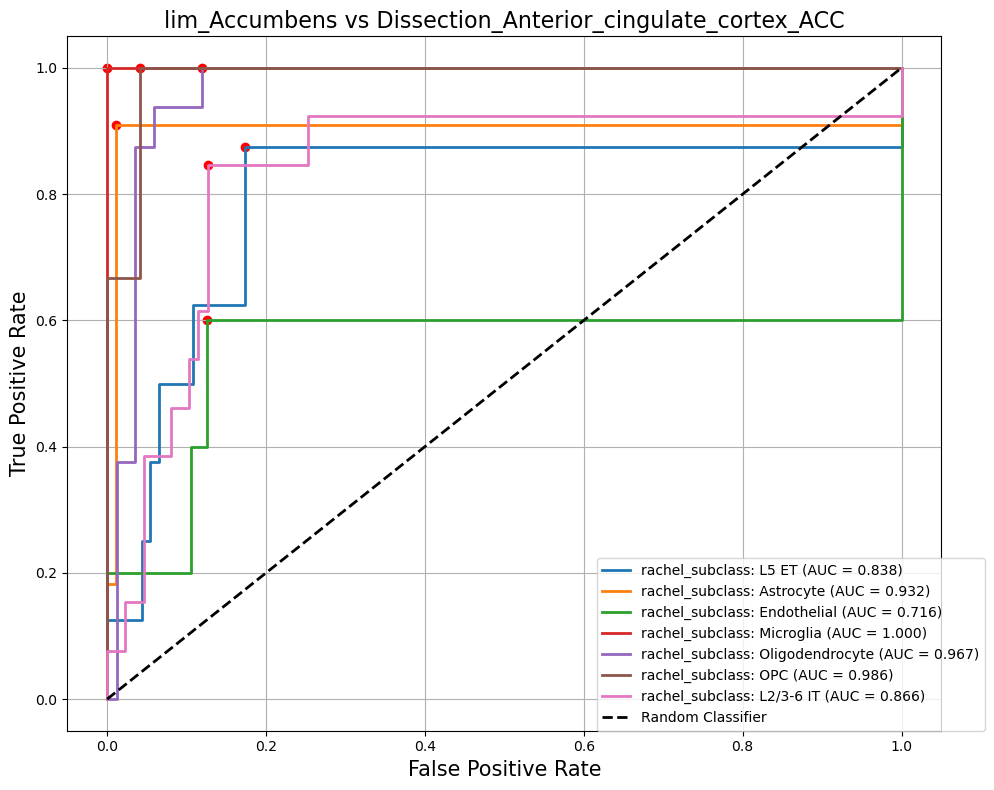 lim_Accumbens vs Dissection_Anterior_cingulate_cortex_ACC
True Positive Rate
1.0
0.8
0.6
0.4
0.2
0.0
rachel_subclass: L5 ET (AUC = 0.838)
rachel_subclass: Astrocyte (AUC = 0.932)
rachel_subclass: Endothelial (AUC = 0.716)
rachel_subclass: Microglia (AUC = 1.000)
rachel_subclass: Oligodendrocyte (AUC = 0.967)
rachel_subclass: OPC (AUC = 0.986)
rachel_subclass: L2/3-6 IT (AUC = 0.866)
Random Classifier
0.0 0.2 0.4 0.6 0.8 1.0
False Positive Rate